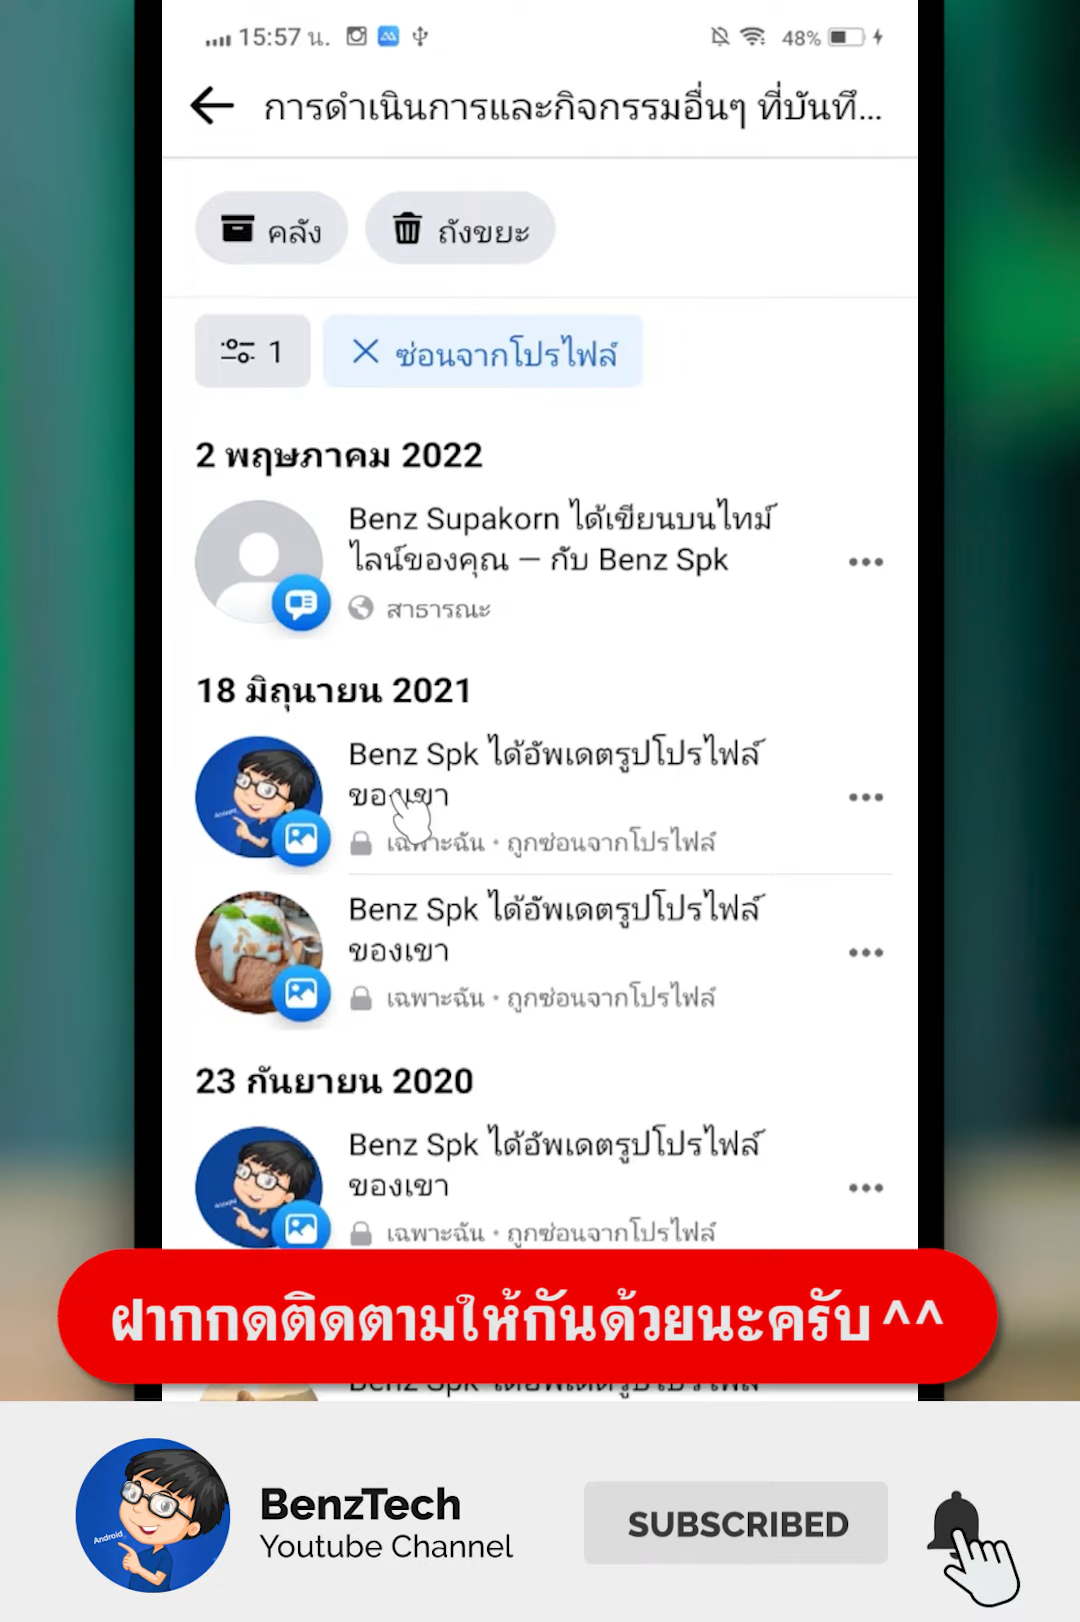 15:57 น.
48%
การดำเนินการและกิจกรรมอื่นๆ ที่บันทึ...
คลัง
ถังขยะ
1
ซ่อนจากโปรไฟล์
2 พฤษภาคม 2022
Benz Supakorn ได้เขียนบนไทม์
ไลน์ของคุณ — กับ Benz Spk
สาธารณะ
18 มิถุนายน 2021
Benz Spk ได้อัพเดตรูปโปรไฟล์
ของเขา
เฉพาะฉัน • ถูกซ่อนจากโปรไฟล์
Benz Spk ได้อัพเดตรูปโปรไฟล์
ของเขา
เฉพาะฉัน • ถูกซ่อนจากโปรไฟล์
23 กันยายน 2020
Benz Spk ได้อัพเดตรูปโปรไฟล์
ของเขา
เฉพาะฉัน • ถูกซ่อนจากโปรไฟล์
ฝากกดติดตามให้กันด้วยนะครับ ^^
Android
BenzTech
Youtube Channel
SUBSCRIBED